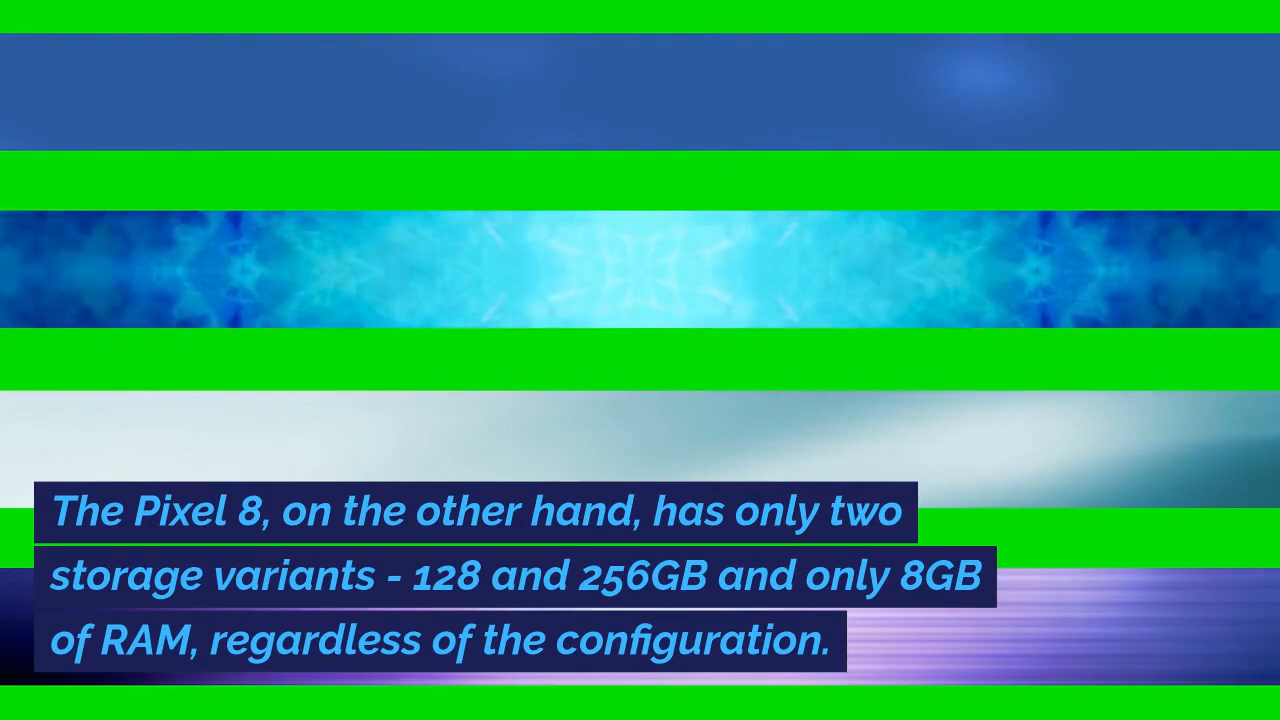 The Pixel 8, on the other hand, has only two
storage variants - 128 and 256GB and only 8GB
of RAM, regardless of the configuration.